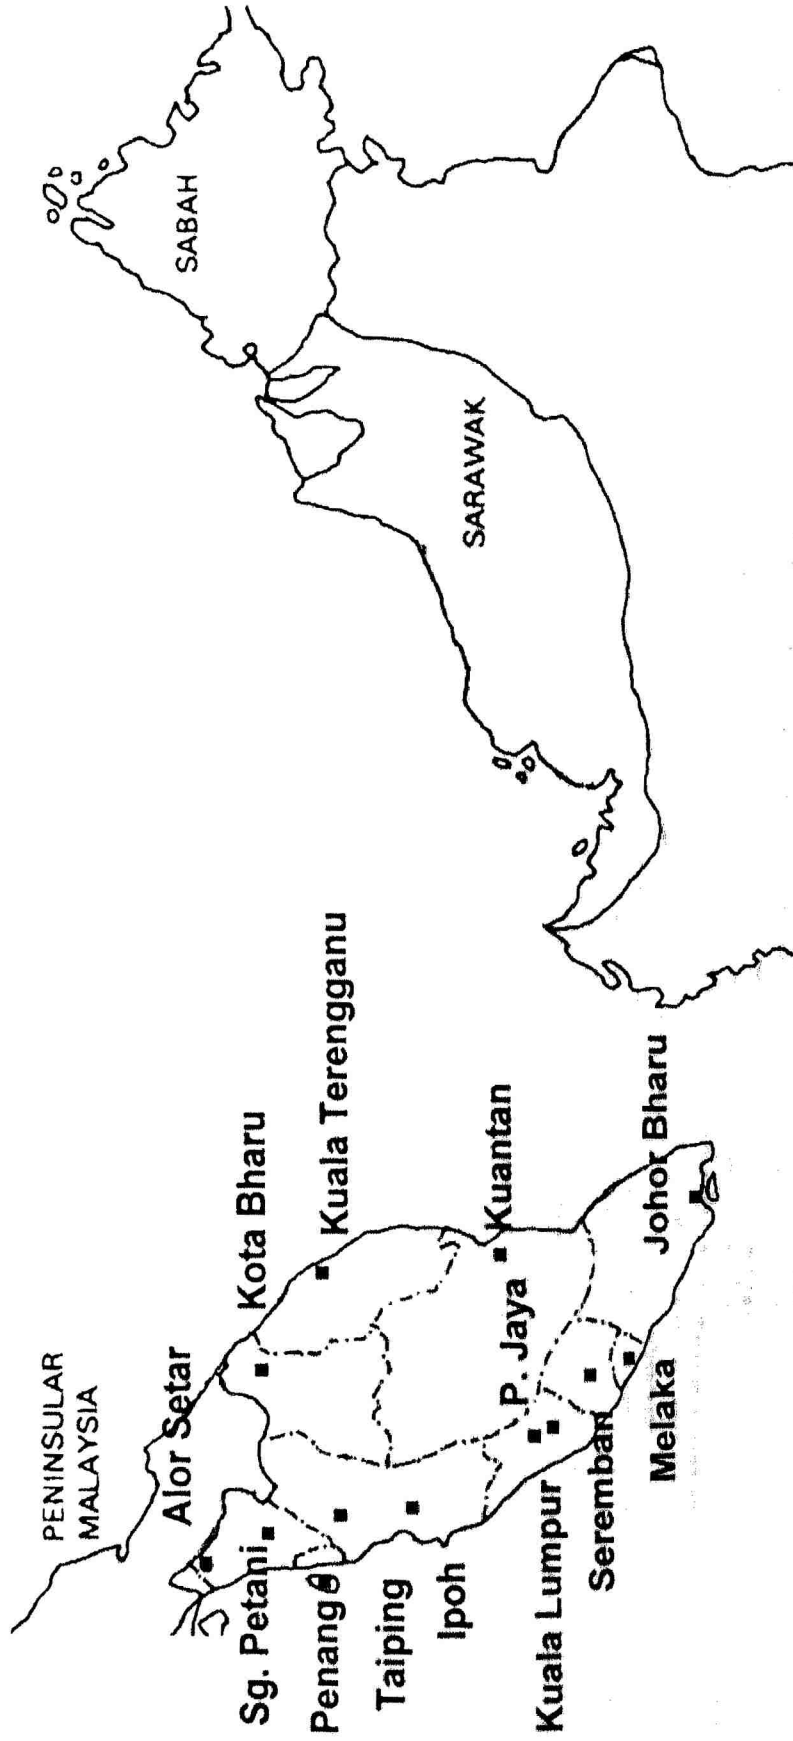 PENINSULAR
MALAYSIA
Alor Setar
Kota Bharu
Kuala Terengganu
Sg. Petani
Penang
Taiping
Ipoh
Kuantan
P. Jaya
Kuala Lumpur
Seremban
Melaka
Johor Bharu
SABAH
SARAWAK